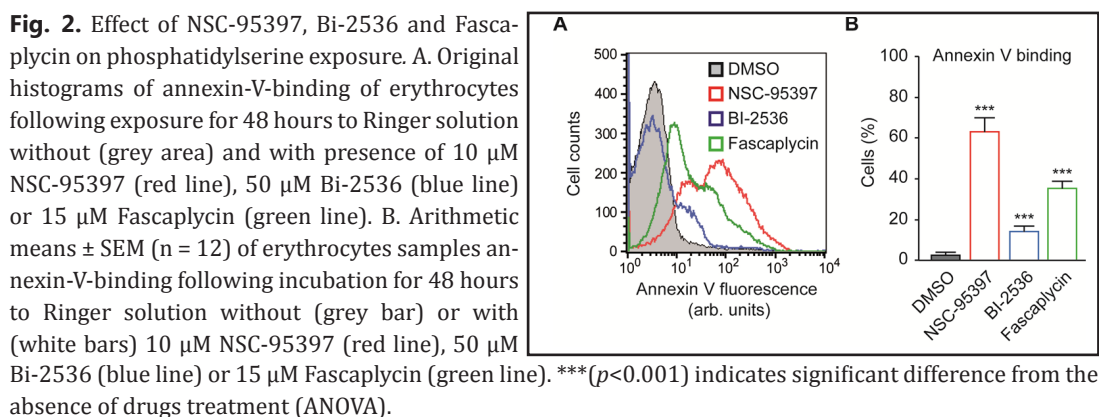 Fig. 2. Effect of NSC-95397, Bi-2536 and Fasca-
plycin on phosphatidylserine exposure. A. Original
histograms of annexin-V-binding of erythrocytes
following exposure for 48 hours to Ringer solution
without (grey area) and with presence of 10 μM
NSC-95397 (red line), 50 μM Bi-2536 (blue line)
or 15 μM Fascaplycin (green line). B. Arithmetic
means ± SEM (n = 12) of erythrocytes samples an-
nexin-V-binding following incubation for 48 hours
to Ringer solution without (grey bar) or with
(white bars) 10 μM NSC-95397 (red line), 50 μM
Bi-2536 (blue line) or 15 μM Fascaplycin (green line). ***(p<0.001) indicates significant difference from the
absence of drugs treatment (ANOVA).
A
500
400
300
200
100
0
Cell counts
DMSO
NSC-95397
BI-2536
Fascaplycin
10⁰ 10¹ 10² 10³ 10⁴
Annexin V fluorescence
(arb. units)
B
Annexin V binding
100
80
60
40
20
0
Cells (%)
***
***
***
DMSO
NSC-95397
BI-2536
Fascaplycin